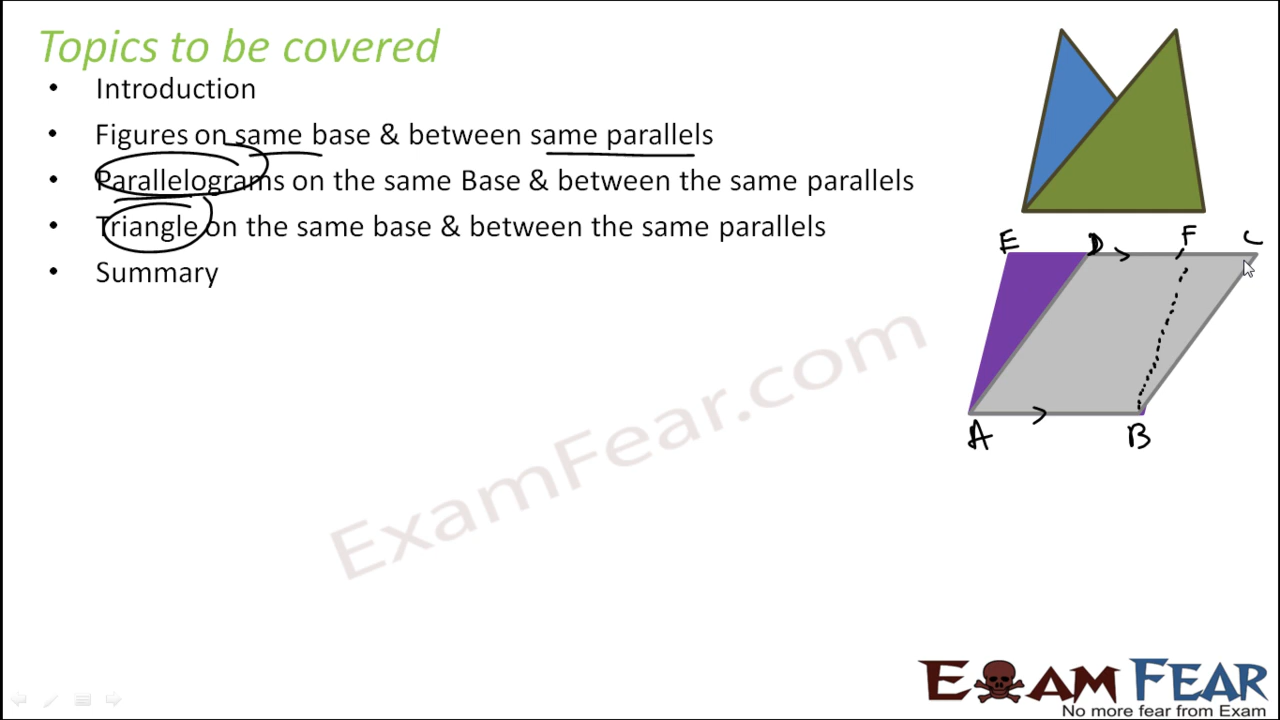 Topics to be covered
• Introduction
• Figures on same base & between same parallels
• Parallelograms on the same Base & between the same parallels
• Triangle on the same base & between the same parallels
• Summary
E D F C
A B
ExamFear.com
EXAM FEAR
No more fear from Exam